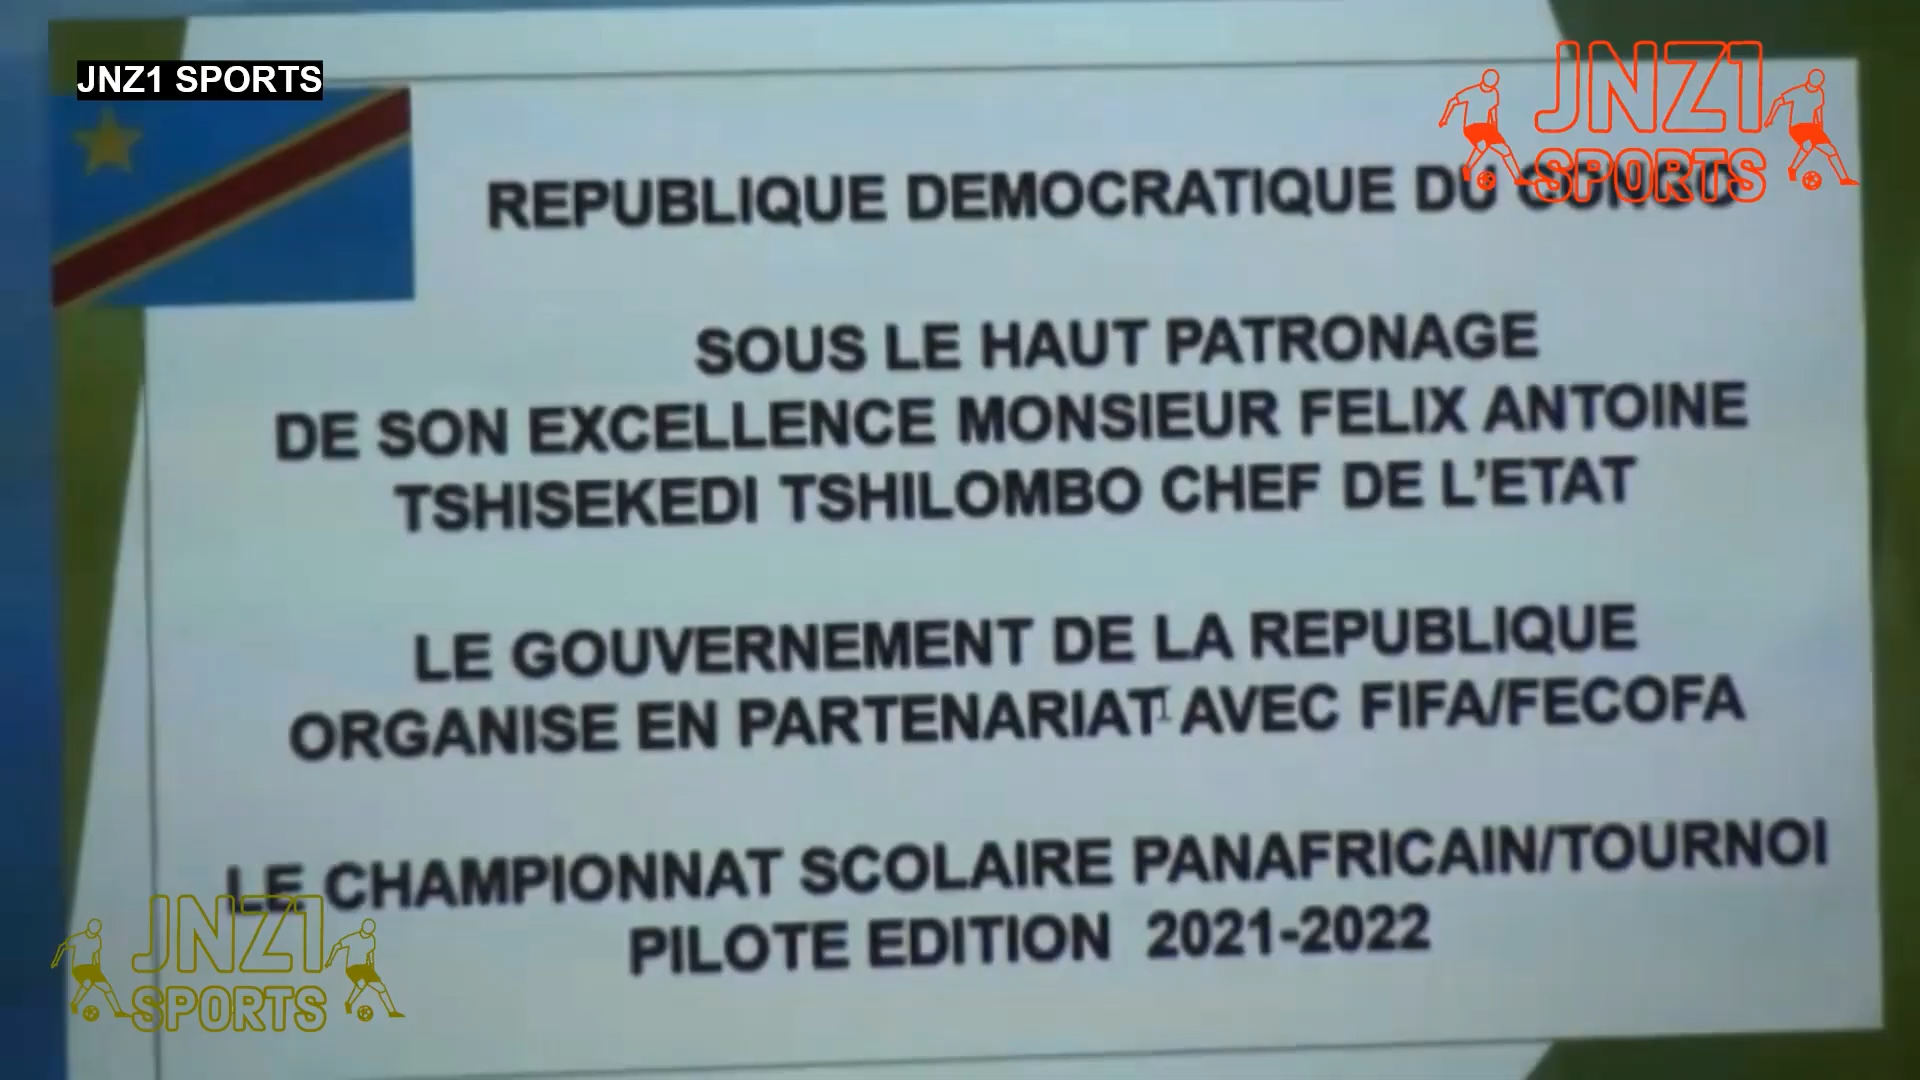 JNZ1 SPORTS
JNZ1
SPORTS
REPUBLIQUE DEMOCRATIQUE DU CONGO
SOUS LE HAUT PATRONAGE
DE SON EXCELLENCE MONSIEUR FELIX ANTOINE
TSHISEKEDI TSHILOMBO CHEF DE L'ETAT
LE GOUVERNEMENT DE LA REPUBLIQUE
ORGANISE EN PARTENARIAT AVEC FIFA/FECOFA
LE CHAMPIONNAT SCOLAIRE PANAFRICAIN/TOURNOI
PILOTE EDITION 2021-2022
JNZ1
SPORTS